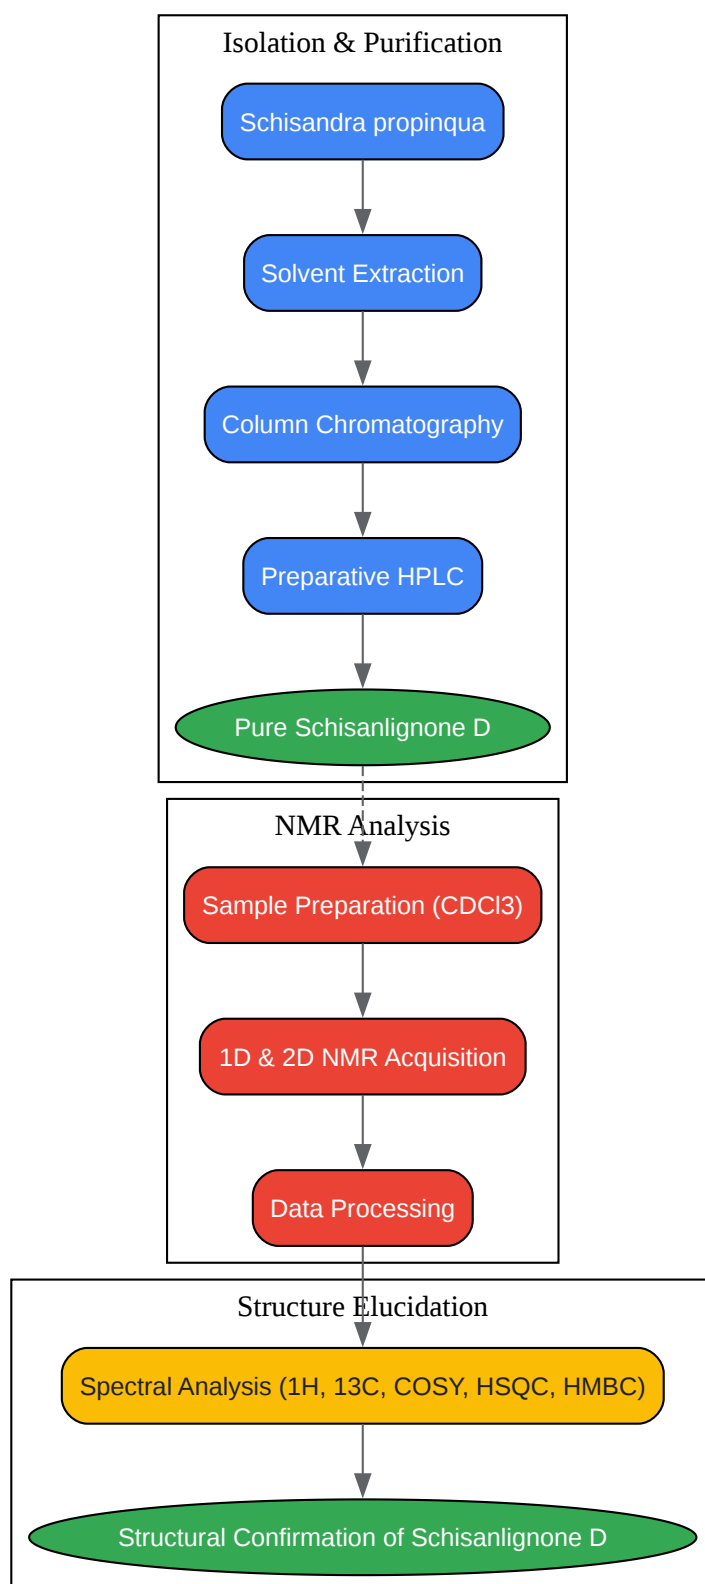 Isolation & Purification
Schisandra propinqua
Solvent Extraction
Column Chromatography
Preparative HPLC
Pure Schisanlignone D
NMR Analysis
Sample Preparation (CDCl3)
1D & 2D NMR Acquisition
Data Processing
Structure Elucidation
Spectral Analysis (1H, 13C, COSY, HSQC, HMBC)
Structural Confirmation of Schisanlignone D